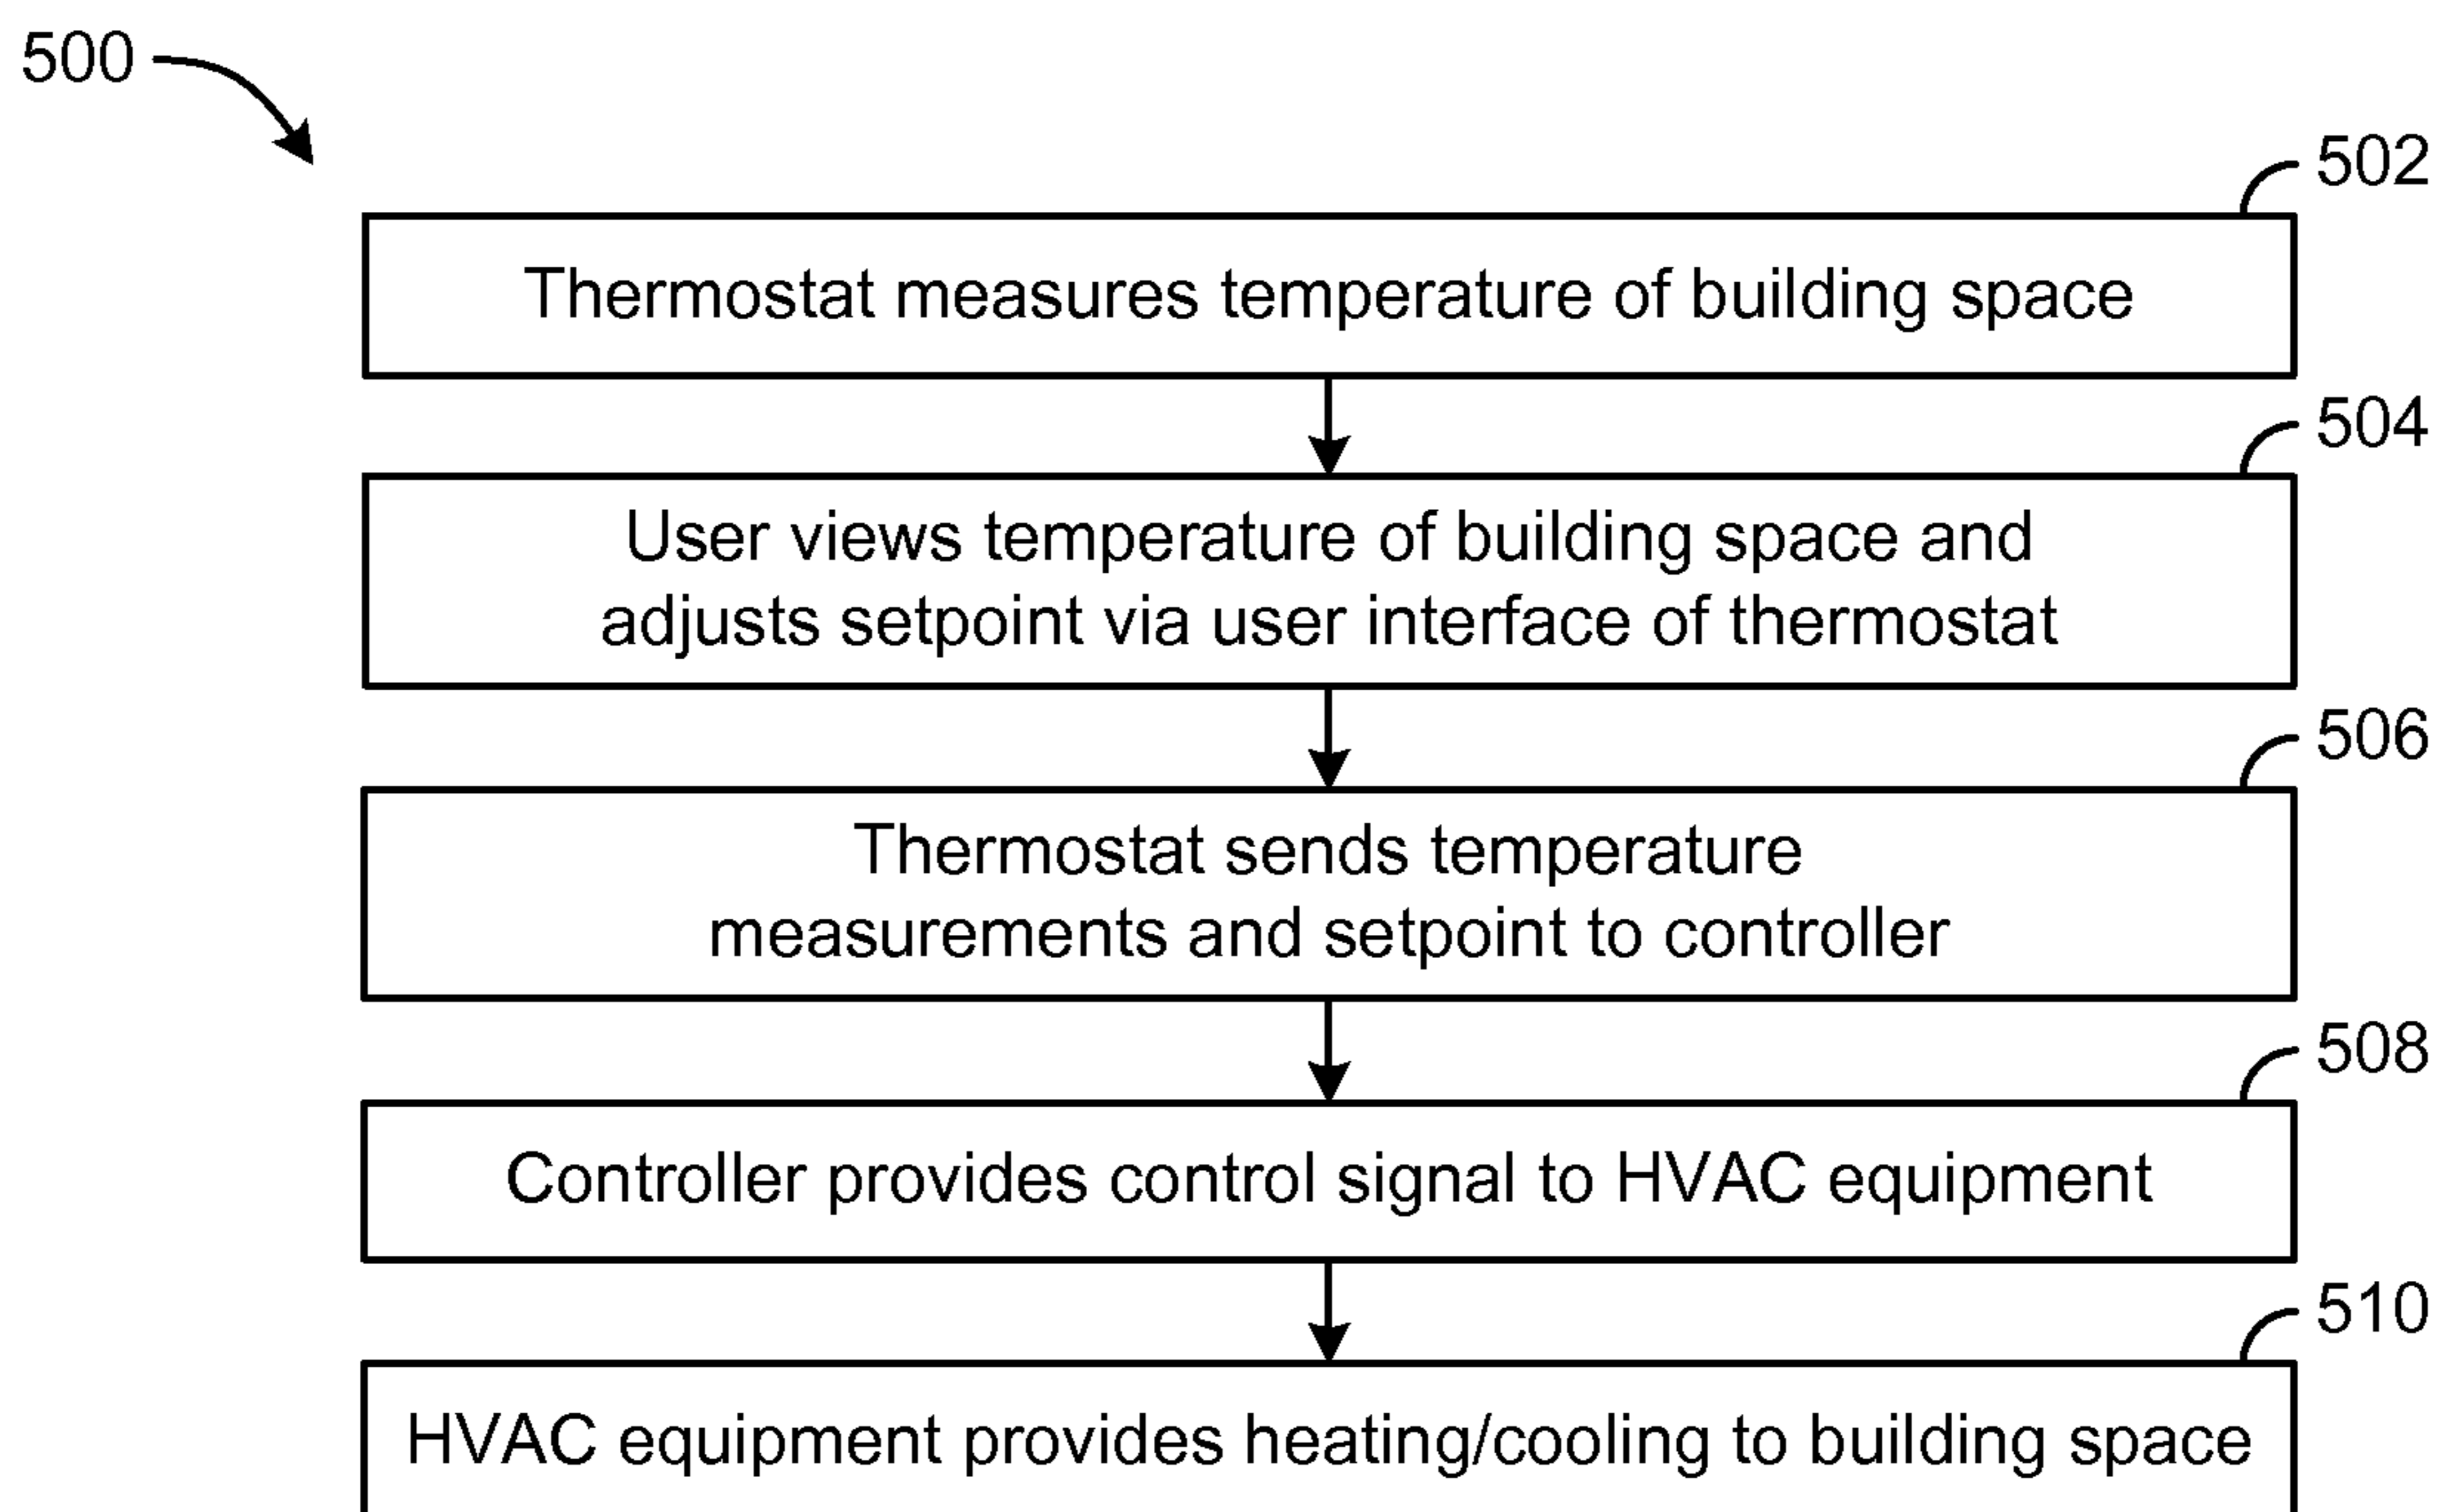 500
502
Thermostat measures temperature of building space
504
User views temperature of building space and
adjusts setpoint via user interface of thermostat
506
Thermostat sends temperature
measurements and setpoint to controller
508
Controller provides control signal to HVAC equipment
510
HVAC equipment provides heating/cooling to building space